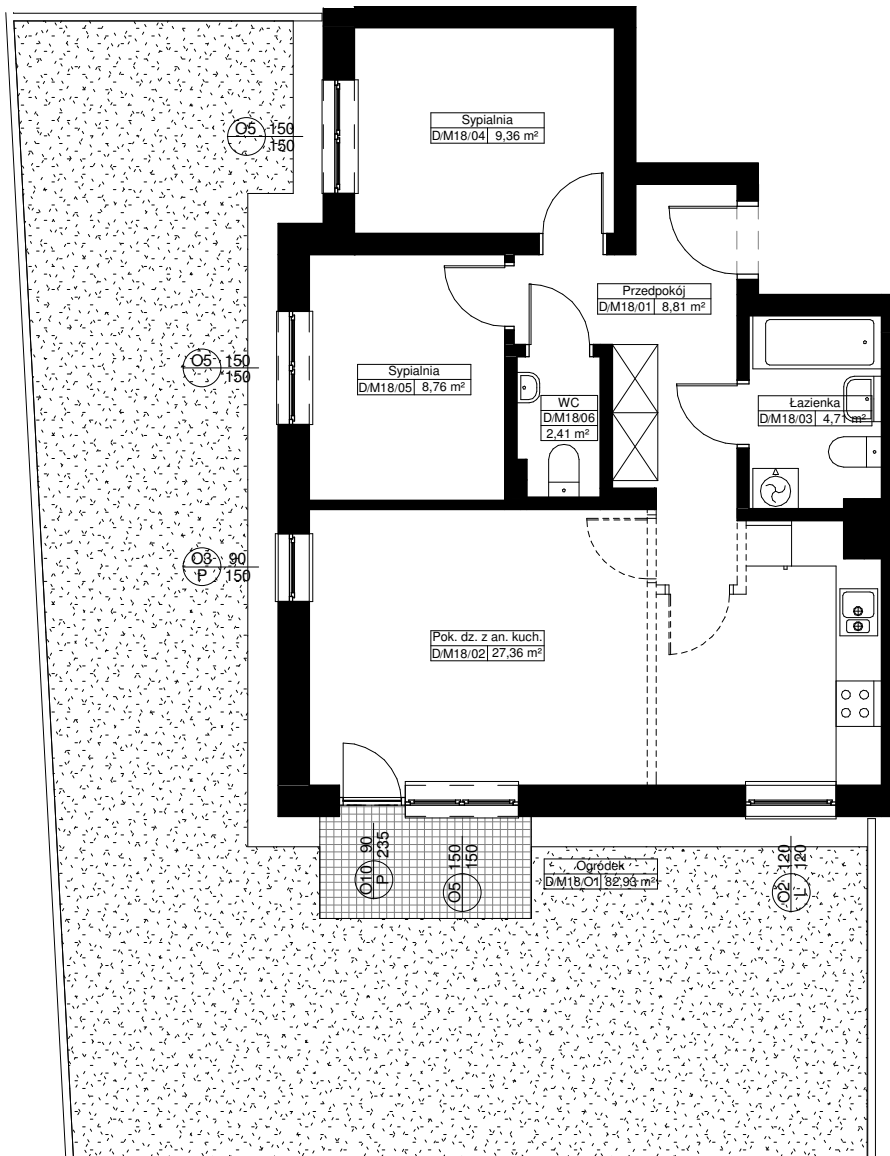 Sypialnia
D/M18/04 9,36 m²
O5 150
150
Przedpokój
D/M18/01 8,81 m²
O5 150
150
Sypialnia
D/M18/05 8,76 m²
WC
D/M18/06
2,41 m²
Łazienka
D/M18/03 4,71 m²
O3 90
P 150
Pok. dz. z an. kuch.
D/M18/02 27,36 m²
O10 90
P 235
O5 150
150
Ogródek
D/M18/O1 82,93 m²
O2 120
L 120